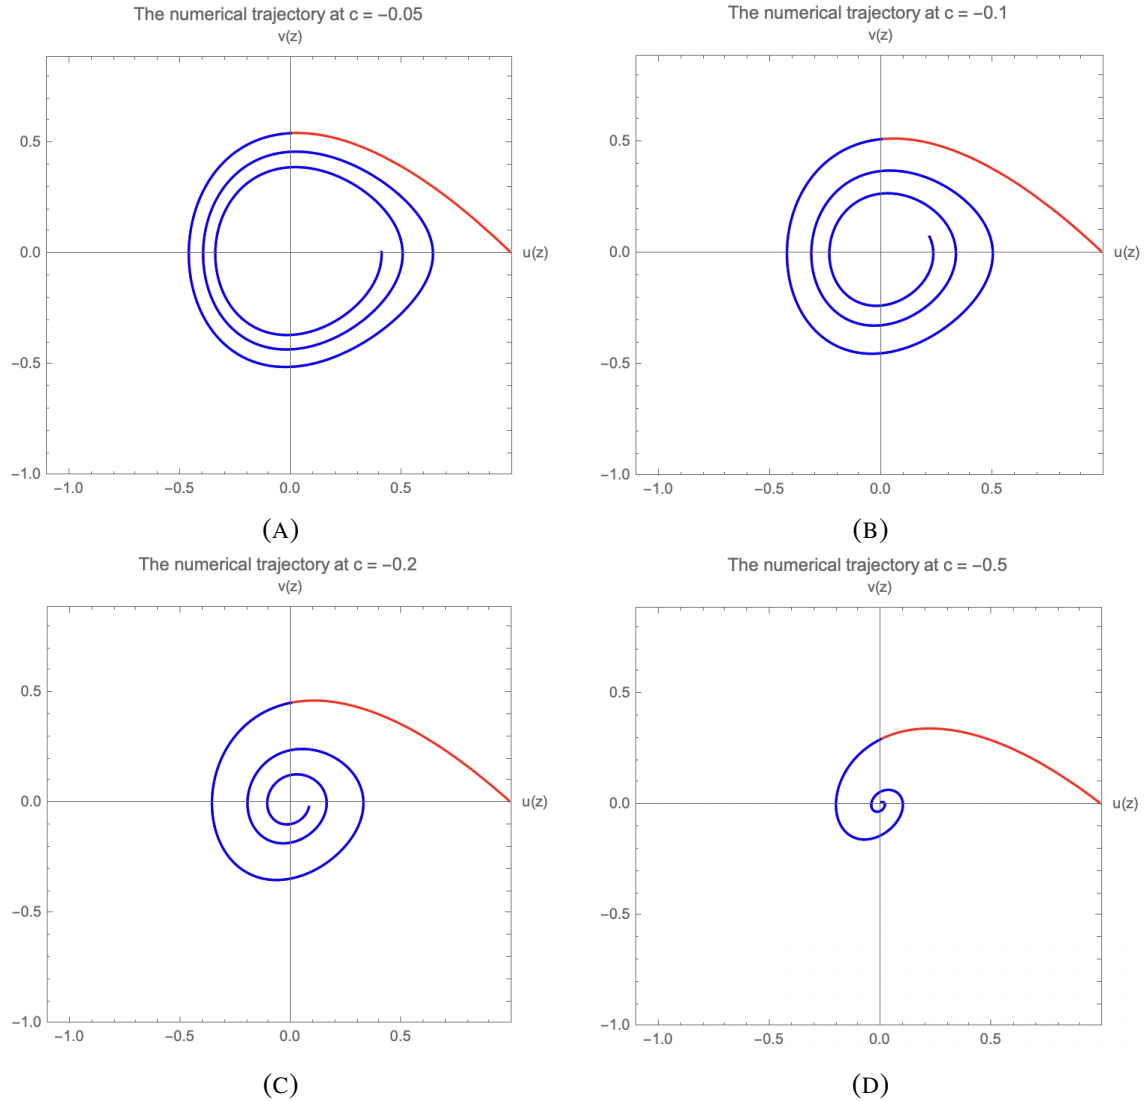 The numerical trajectory at c = −0.05
v(z)
0.5
0.0
u(z)
−0.5
−1.0
−1.0
−0.5
0.0
0.5
(A)
The numerical trajectory at c = −0.1
v(z)
0.5
0.0
u(z)
−0.5
−1.0
−1.0
−0.5
0.0
0.5
(B)
The numerical trajectory at c = −0.2
v(z)
0.5
0.0
u(z)
−0.5
−1.0
−1.0
−0.5
0.0
0.5
(C)
The numerical trajectory at c = −0.5
v(z)
0.5
0.0
u(z)
−0.5
−1.0
−1.0
−0.5
0.0
0.5
(D)